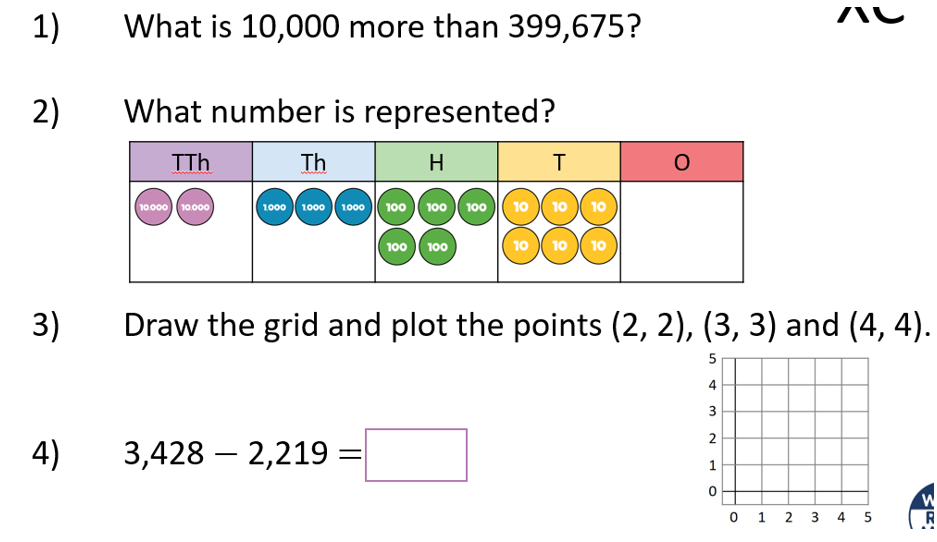 1) What is 10,000 more than 399,675?
2) What number is represented?
TTh Th H T O
10,000 10,000 1,000 1,000 1,000 100 100 100 10 10 10
100 100 10 10 10
3) Draw the grid and plot the points (2, 2), (3, 3) and (4, 4).
5
4
3
2
1
0
0 1 2 3 4 5
4) 3,428 – 2,219 =